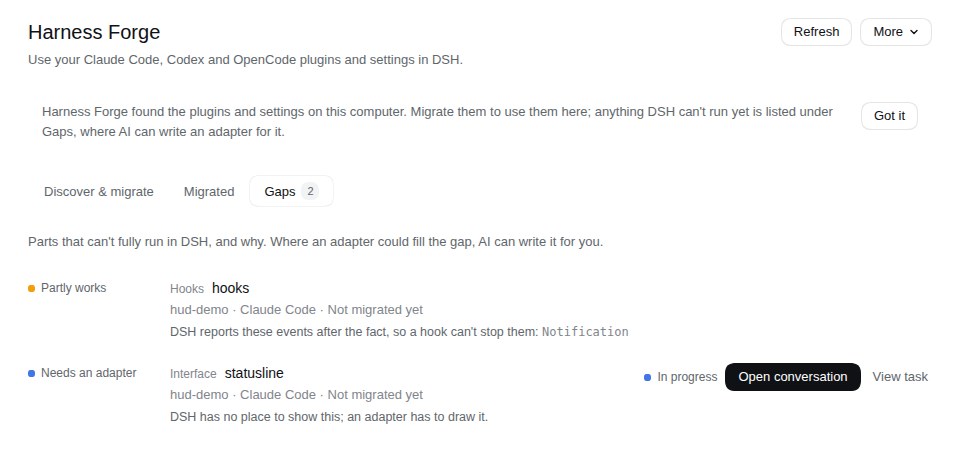 Harness Forge
Refresh
More
Use your Claude Code, Codex and OpenCode plugins and settings in DSH.
Harness Forge found the plugins and settings on this computer. Migrate them to use them here; anything DSH can't run yet is listed under
Gaps, where AI can write an adapter for it.
Got it
Discover & migrate
Migrated
Gaps 2
Parts that can't fully run in DSH, and why. Where an adapter could fill the gap, AI can write it for you.
Partly works
Hooks hooks
hud-demo · Claude Code · Not migrated yet
DSH reports these events after the fact, so a hook can't stop them: Notification
Needs an adapter
Interface statusline
hud-demo · Claude Code · Not migrated yet
DSH has no place to show this; an adapter has to draw it.
In progress
Open conversation
View task